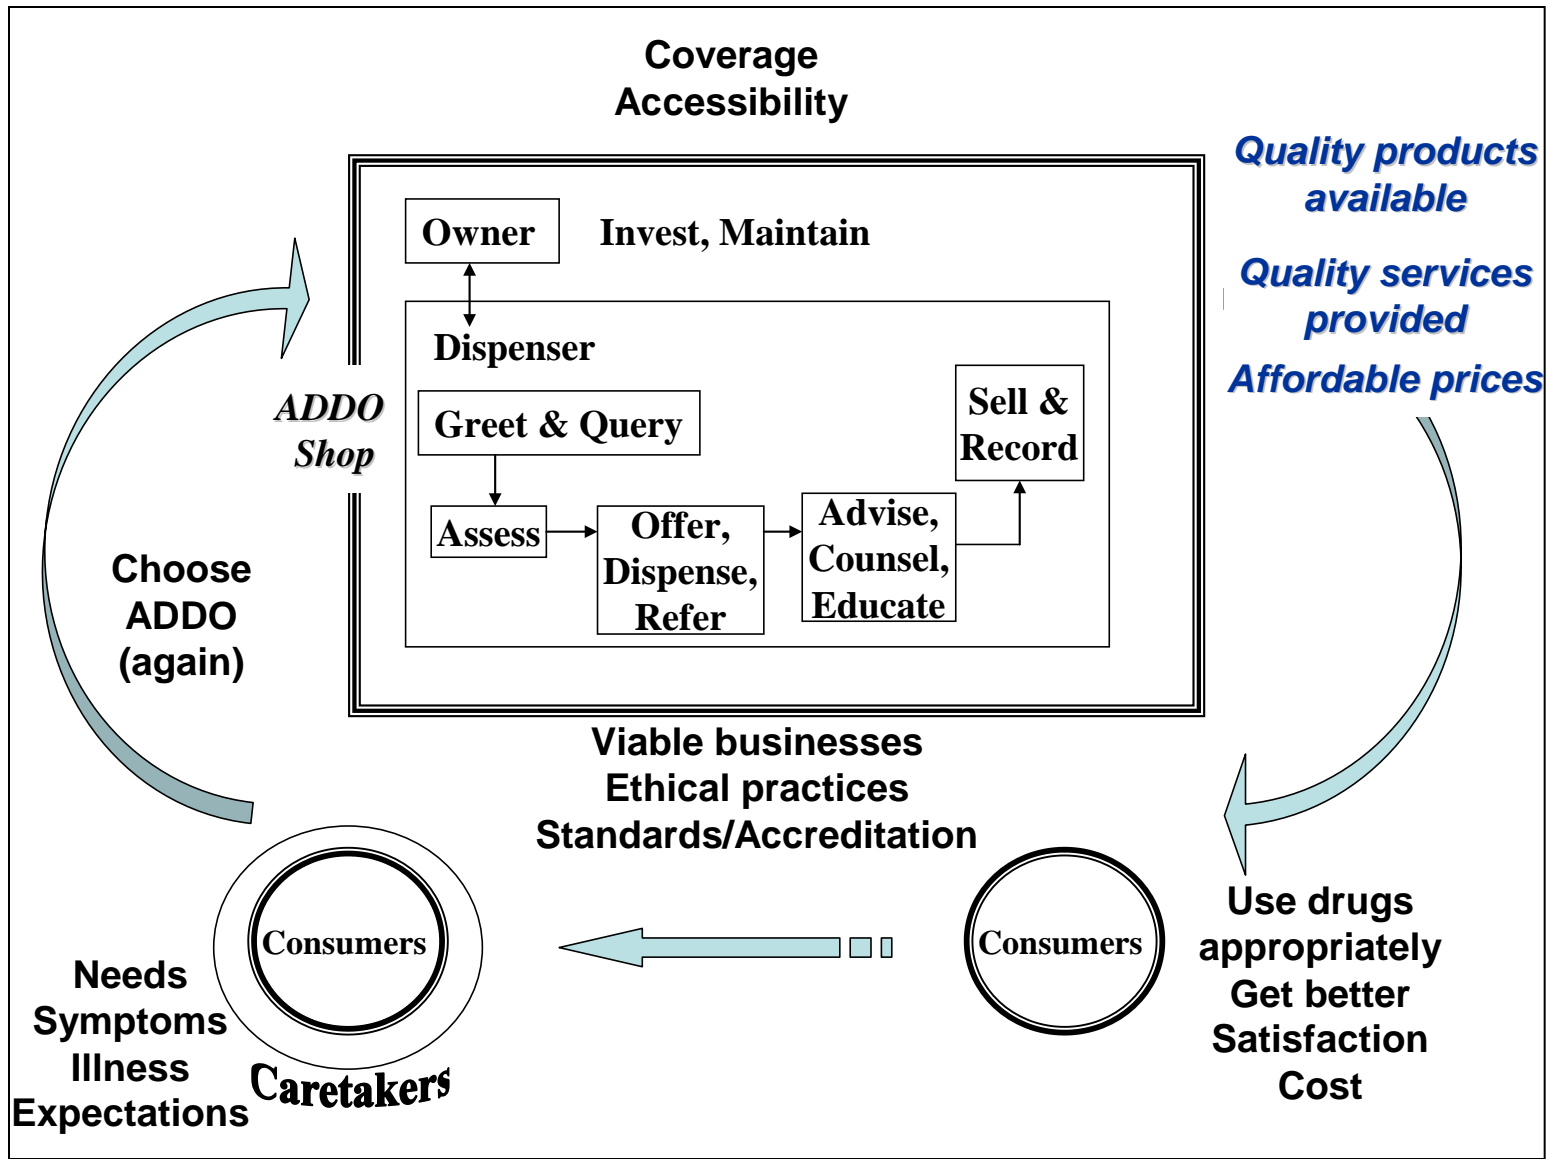 Coverage
Accessibility
Quality products
available
Quality services
provided
Affordable prices
Owner
Invest, Maintain
Dispenser
ADDO
Shop
Greet & Query
Sell &
Record
Assess
Offer,
Dispense,
Refer
Advise,
Counsel,
Educate
Choose
ADDO
(again)
Viable businesses
Ethical practices
Standards/Accreditation
Consumers
Caretakers
Needs
Symptoms
Illness
Expectations
Consumers
Use drugs
appropriately
Get better
Satisfaction
Cost